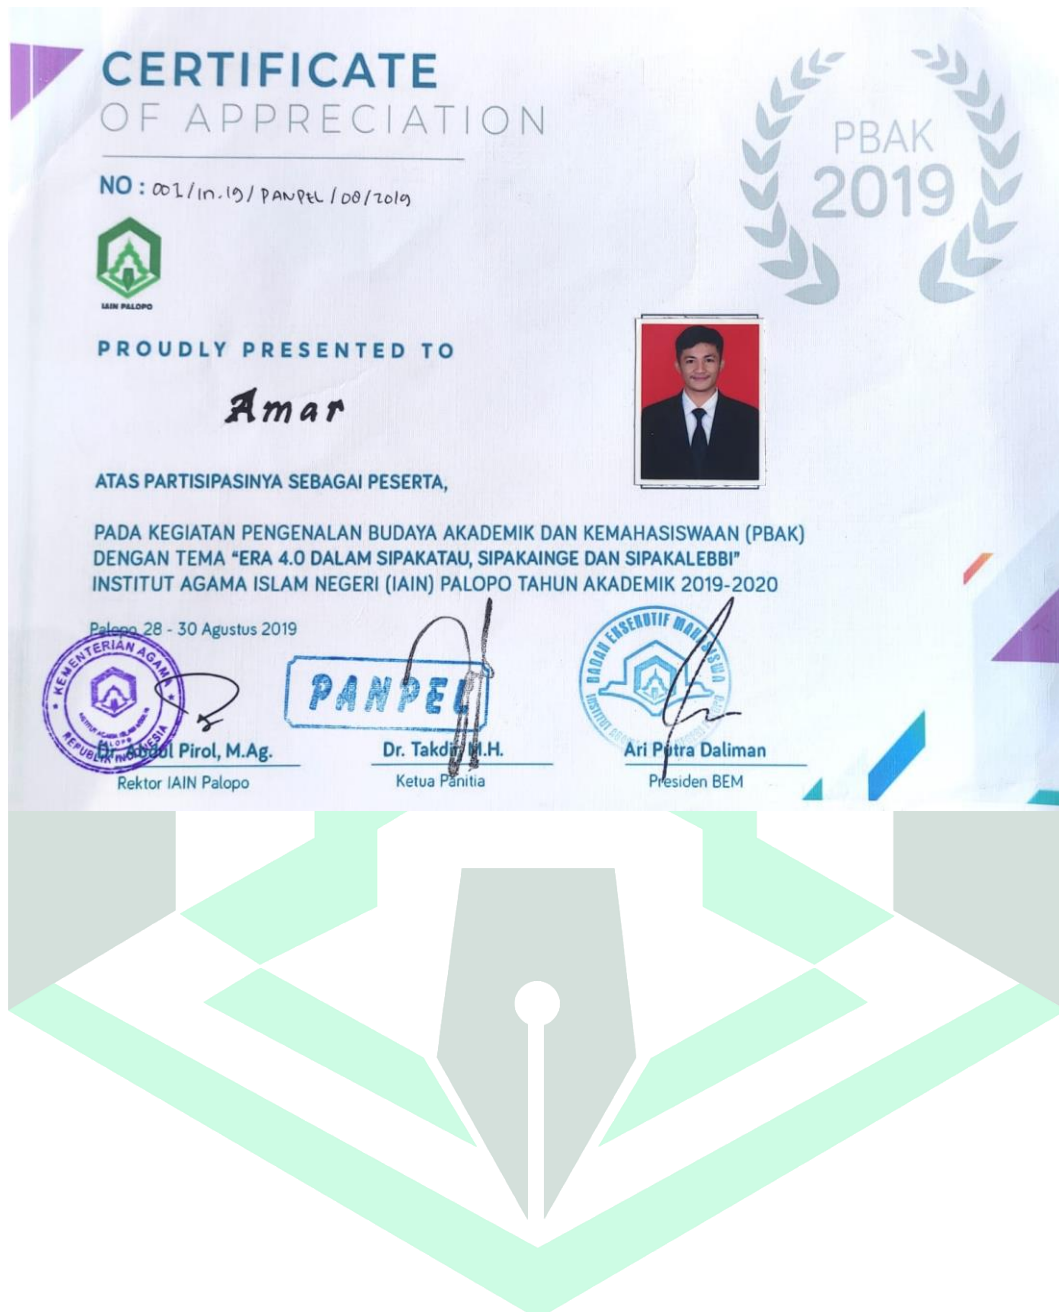 CERTIFICATE
OF APPRECIATION
PBAK
2019
NO : 001/in.19/PANPEL/08/2019
IAIN PALOPO
PROUDLY PRESENTED TO
Amar
ATAS PARTISIPASINYA SEBAGAI PESERTA,
PADA KEGIATAN PENGENALAN BUDAYA AKADEMIK DAN KEMAHASISWAAN (PBAK)
DENGAN TEMA "ERA 4.0 DALAM SIPAKATAU, SIPAKAINGE DAN SIPAKALEBBI"
INSTITUT AGAMA ISLAM NEGERI (IAIN) PALOPO TAHUN AKADEMIK 2019-2020
Palopo 28 - 30 Agustus 2019
KEMENTERIAN AGAMA
REPUBLIK INDONESIA
PANPEL
BADAN EKSEKUTIF MAHASISWA
Dr. Abdul Pirol, M.Ag.
Dr. Takdir, M.H.
Ari Putra Daliman
Rektor IAIN Palopo
Ketua Panitia
Presiden BEM